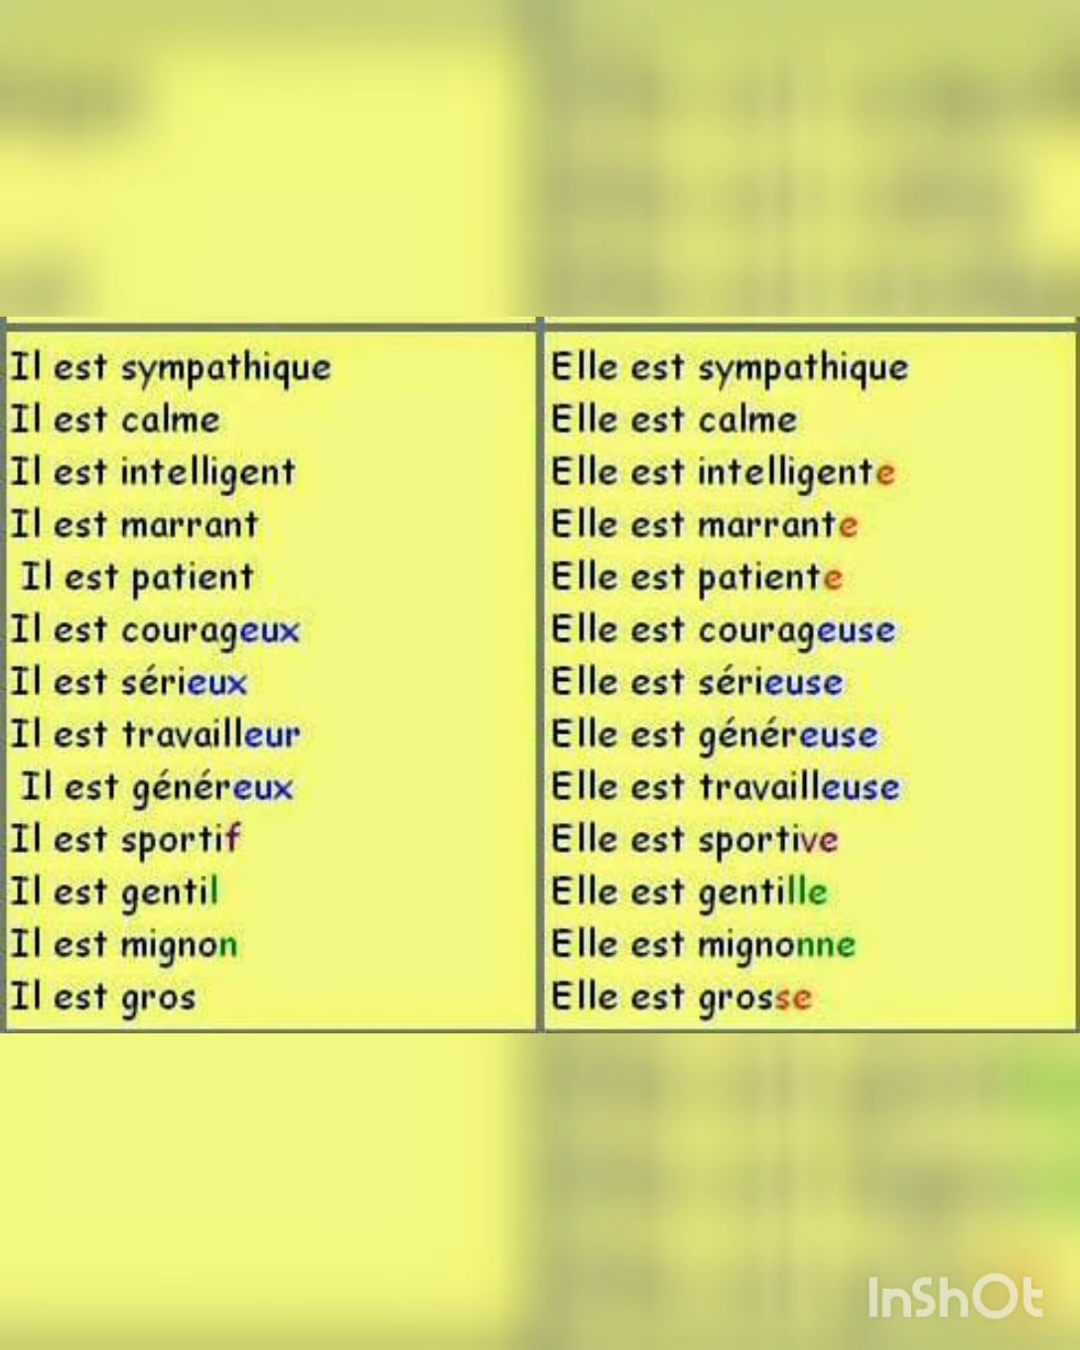 Il est sympathique
Il est calme
Il est intelligent
Il est marrant
Il est patient
Il est courageux
Il est sérieux
Il est travailleur
Il est généreux
Il est sportif
Il est gentil
Il est mignon
Il est gros
Elle est sympathique
Elle est calme
Elle est intelligente
Elle est marrante
Elle est patiente
Elle est courageuse
Elle est sérieuse
Elle est généreuse
Elle est travailleuse
Elle est sportive
Elle est gentille
Elle est mignonne
Elle est grosse
InShOt